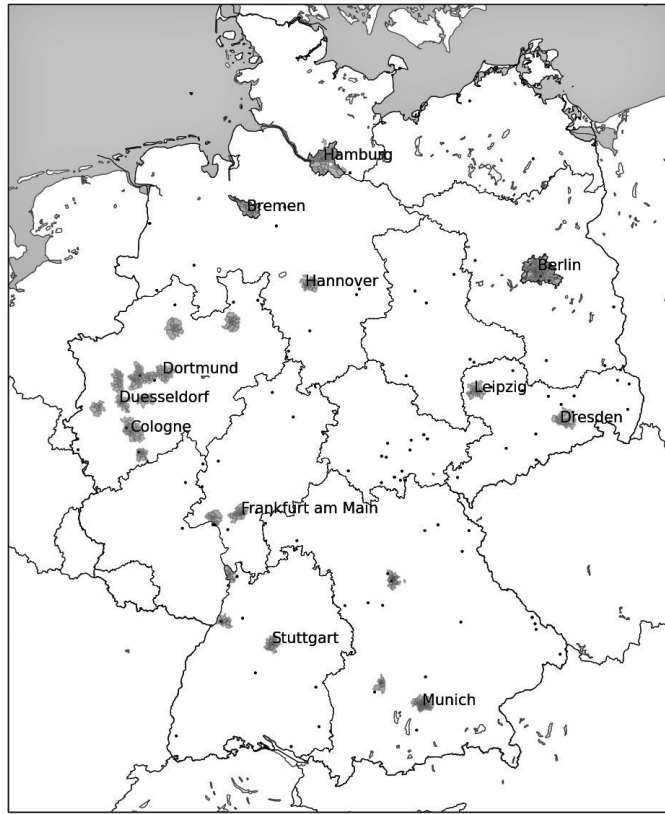 Hamburg
Bremen
Berlin
Hannover
Dortmund
Leipzig
Duesseldorf
Dresden
Cologne
Frankfurt am Main
Stuttgart
Munich